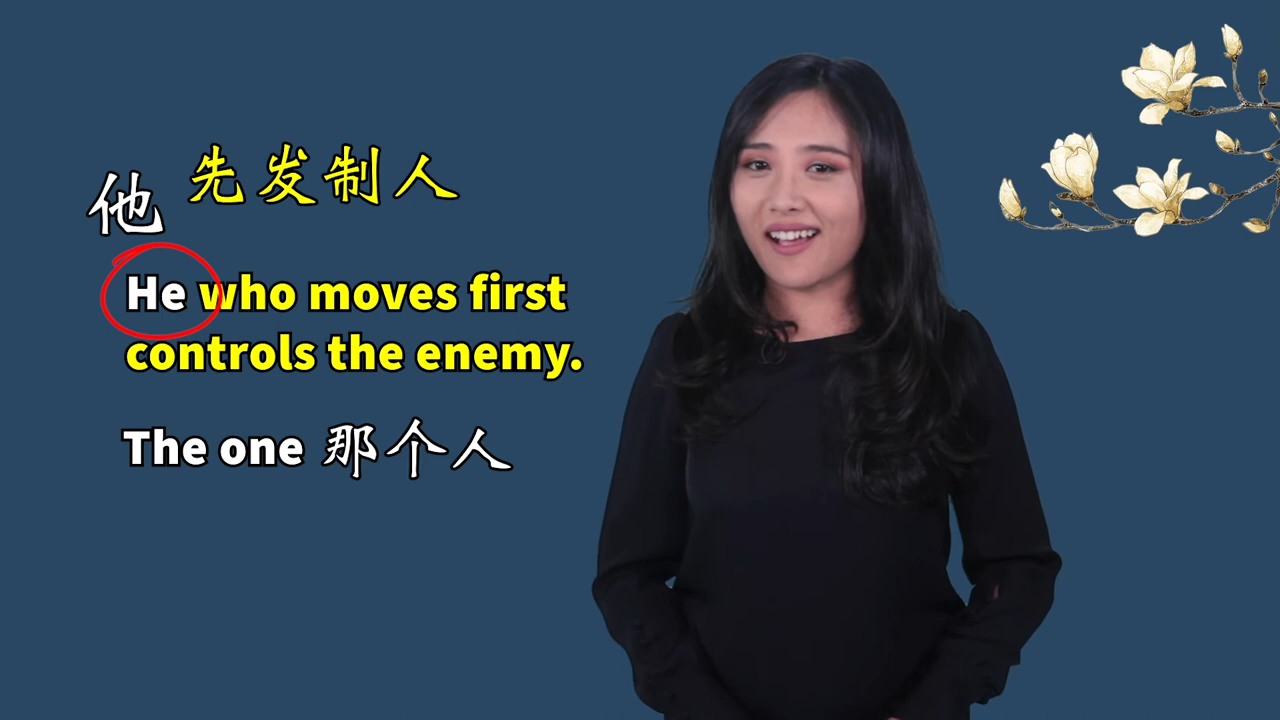 他 先发制人
He who moves first
controls the enemy.
The one 那个人